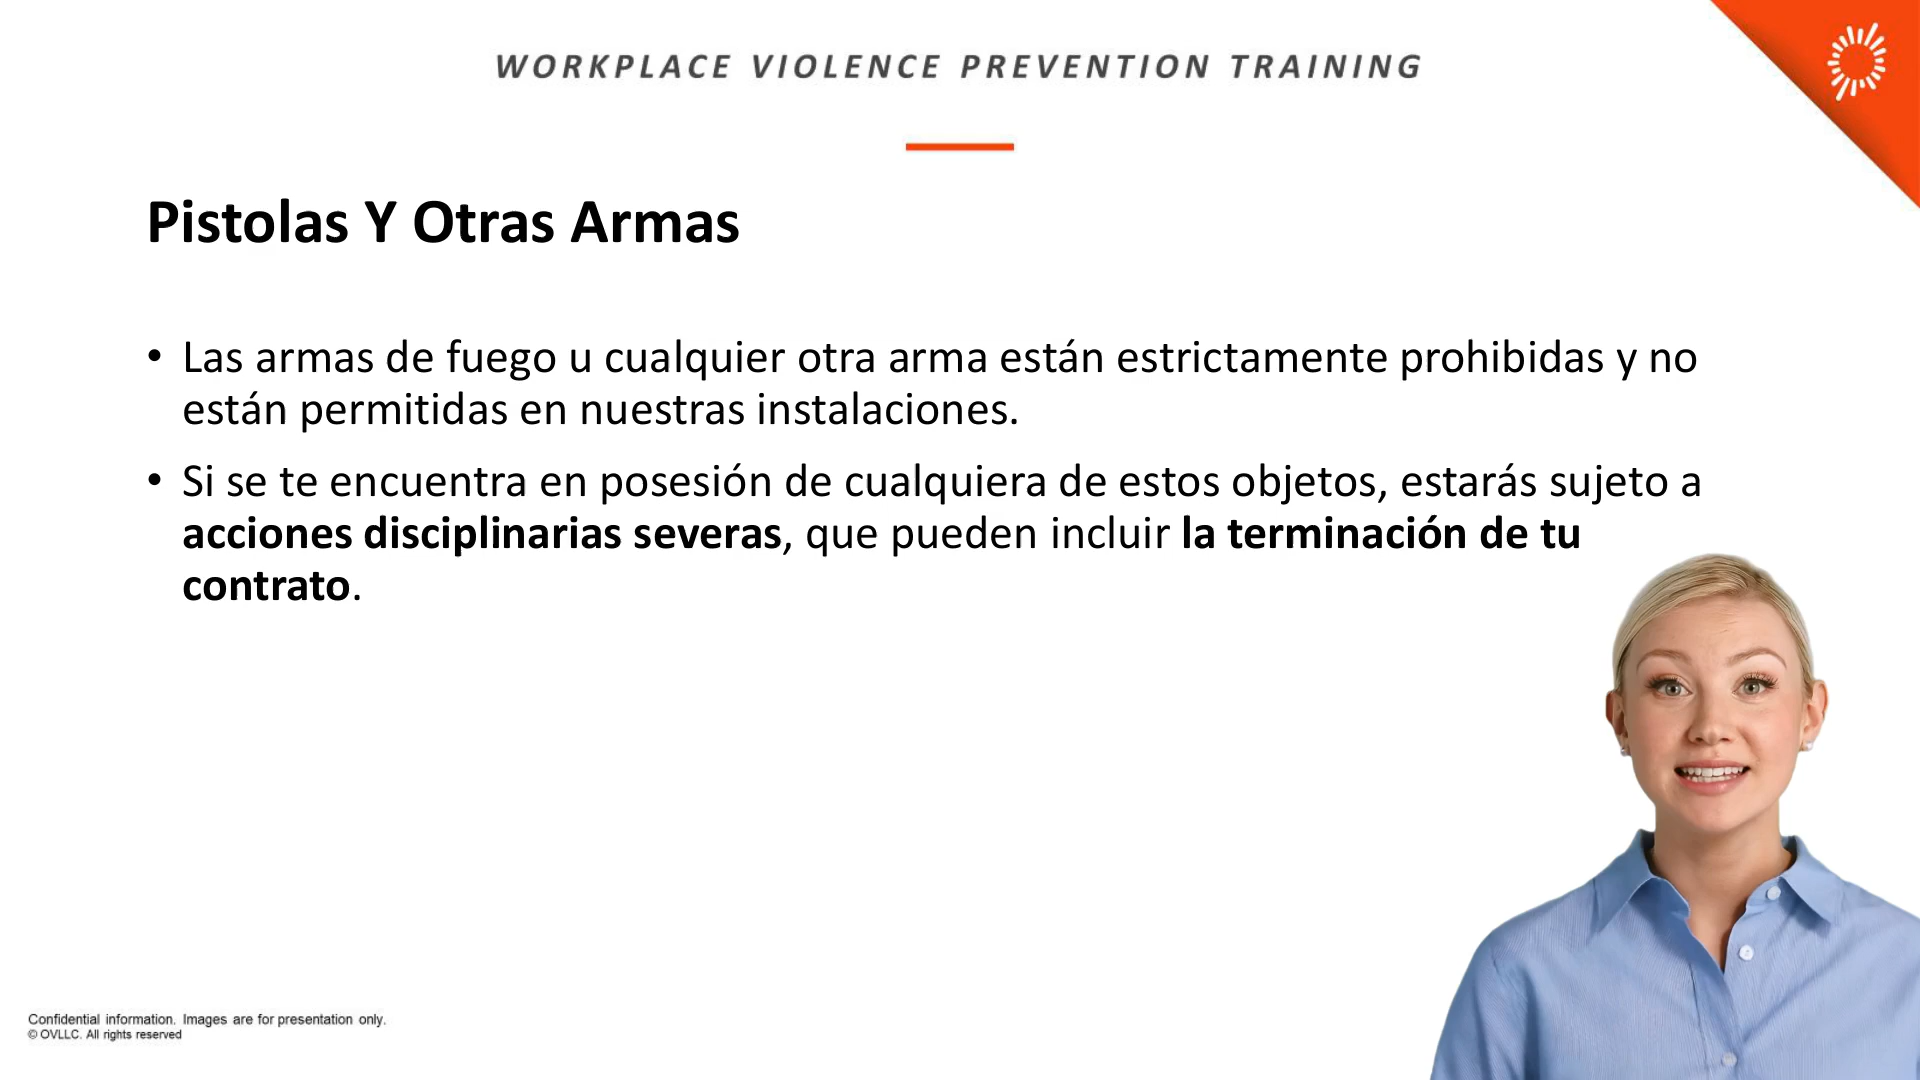 WORKPLACE VIOLENCE PREVENTION TRAINING
Pistolas Y Otras Armas
• Las armas de fuego u cualquier otra arma están estrictamente prohibidas y no
están permitidas en nuestras instalaciones.
• Si se te encuentra en posesión de cualquiera de estos objetos, estarás sujeto a
acciones disciplinarias severas, que pueden incluir la terminación de tu
contrato.
Confidential information. Images are for presentation only.
© OVLLC. All rights reserved